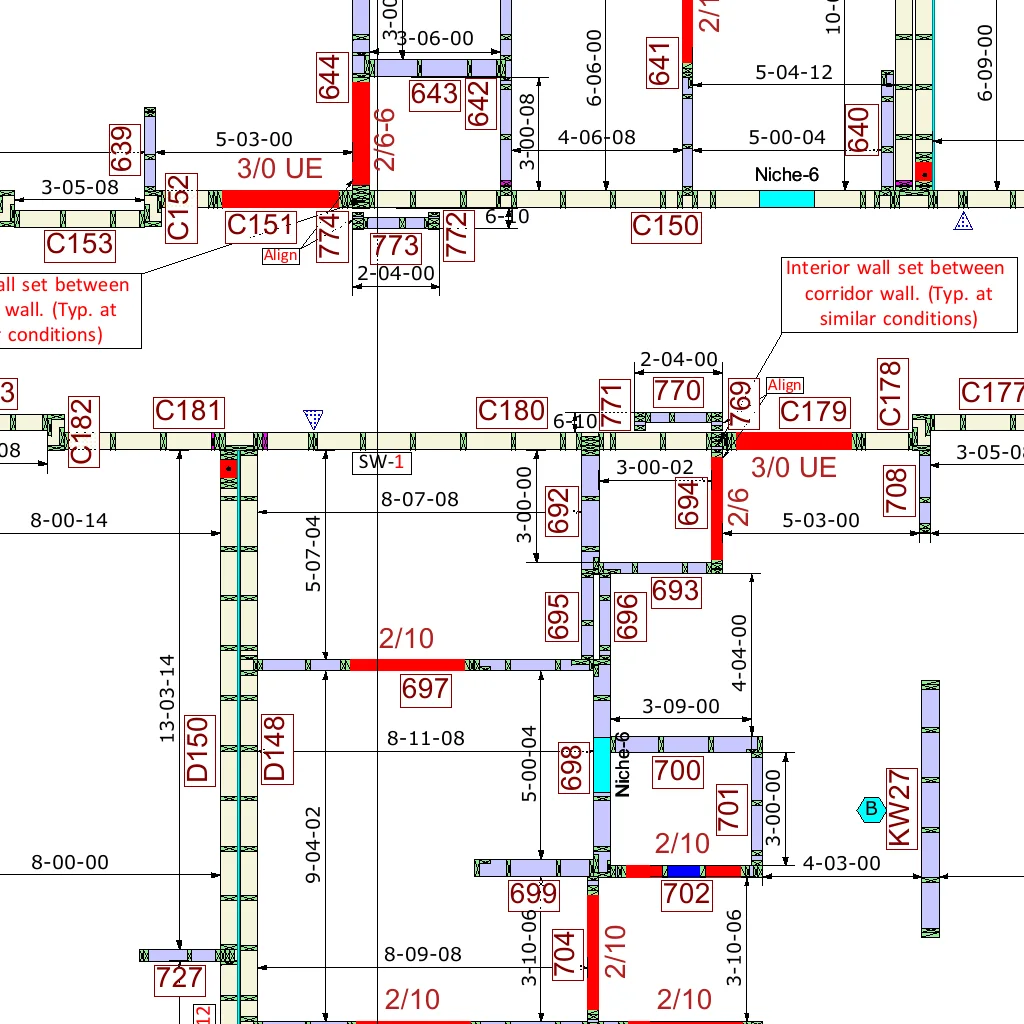 3-00
3-06-00
2/1
10-0
644
643
642
641
5-04-12
6-06-00
6-09-00
639
5-03-00
3/0 UE
2/6-6
3-00-08
4-06-08
5-00-04
640
3-05-08
Niche-6
C152
C151
C153
774
773
772
6-10
C150
Align
2-04-00
all set between
wall. (Typ. at
conditions)
Interior wall set between
corridor wall. (Typ. at
similar conditions)
2-04-00
771
770
769
Align
C178
3
C182
C181
C180
6-10
C179
C177
08
SW-1
3-00-02
3/0 UE
3-05-08
8-07-08
692
694
2/6
708
8-00-14
3-00-00
5-03-00
5-07-04
693
695
696
2/10
697
4-04-00
13-03-14
3-09-00
D150
D148
8-11-08
5-00-04
698
Niche-6
700
701
3-00-00
B
KW27
9-04-02
2/10
8-00-00
4-03-00
699
702
704
2/10
3-10-06
3-10-06
8-09-08
727
12
2/10
2/10